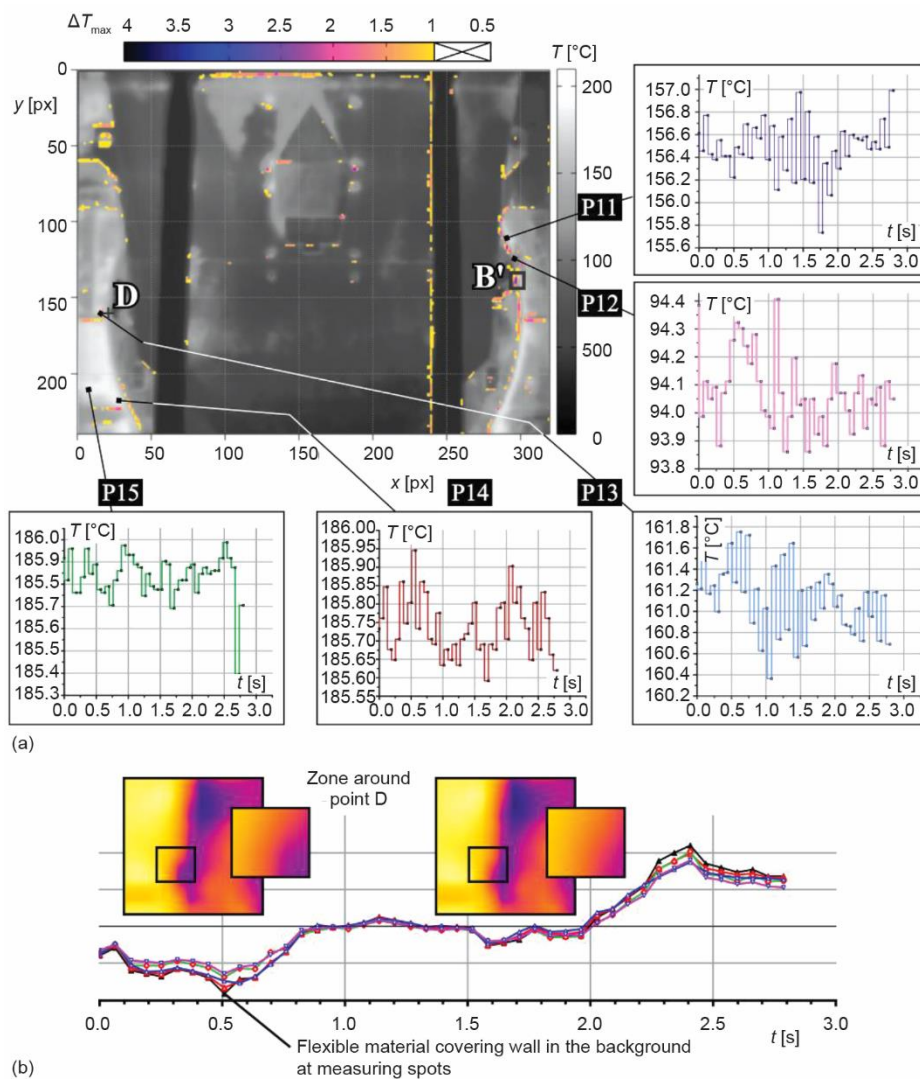 ΔTmax
4 3.5 3 2.5 2 1.5 1 0.5
T [°C]
y [px]
0
50
100
150
200
0 50 100 150 200 250 300
x [px]
200
150
100
500
0
D
B'
P11
P12
P13
P14
P15
157.0
156.8
156.6
156.4
156.2
156.0
155.8
155.6
T [°C]
t [s]
0.0 0.5 1.0 1.5 2.0 2.5 3.0
94.4
94.3
94.2
94.1
94.0
93.9
93.8
T [°C]
t [s]
0.0 0.5 1.0 1.5 2.0 2.5 3.0
186.0
185.9
185.8
185.7
185.6
185.5
185.4
185.3
T [°C]
t [s]
0.0 0.5 1.0 1.5 2.0 2.5 3.0
186.00
185.95
185.90
185.85
185.80
185.75
185.70
185.65
185.60
185.55
T [°C]
t [s]
0.0 0.5 1.0 1.5 2.0 2.5 3.0
161.8
161.6
161.4
161.2
161.0
160.8
160.6
160.4
160.2
T [°C]
t [s]
0.0 0.5 1.0 1.5 2.0 2.5 3.0
(a)
Zone around
point D
0.0 0.5 1.0 1.5 2.0 2.5 3.0
t [s]
Flexible material covering wall in the background
at measuring spots
(b)